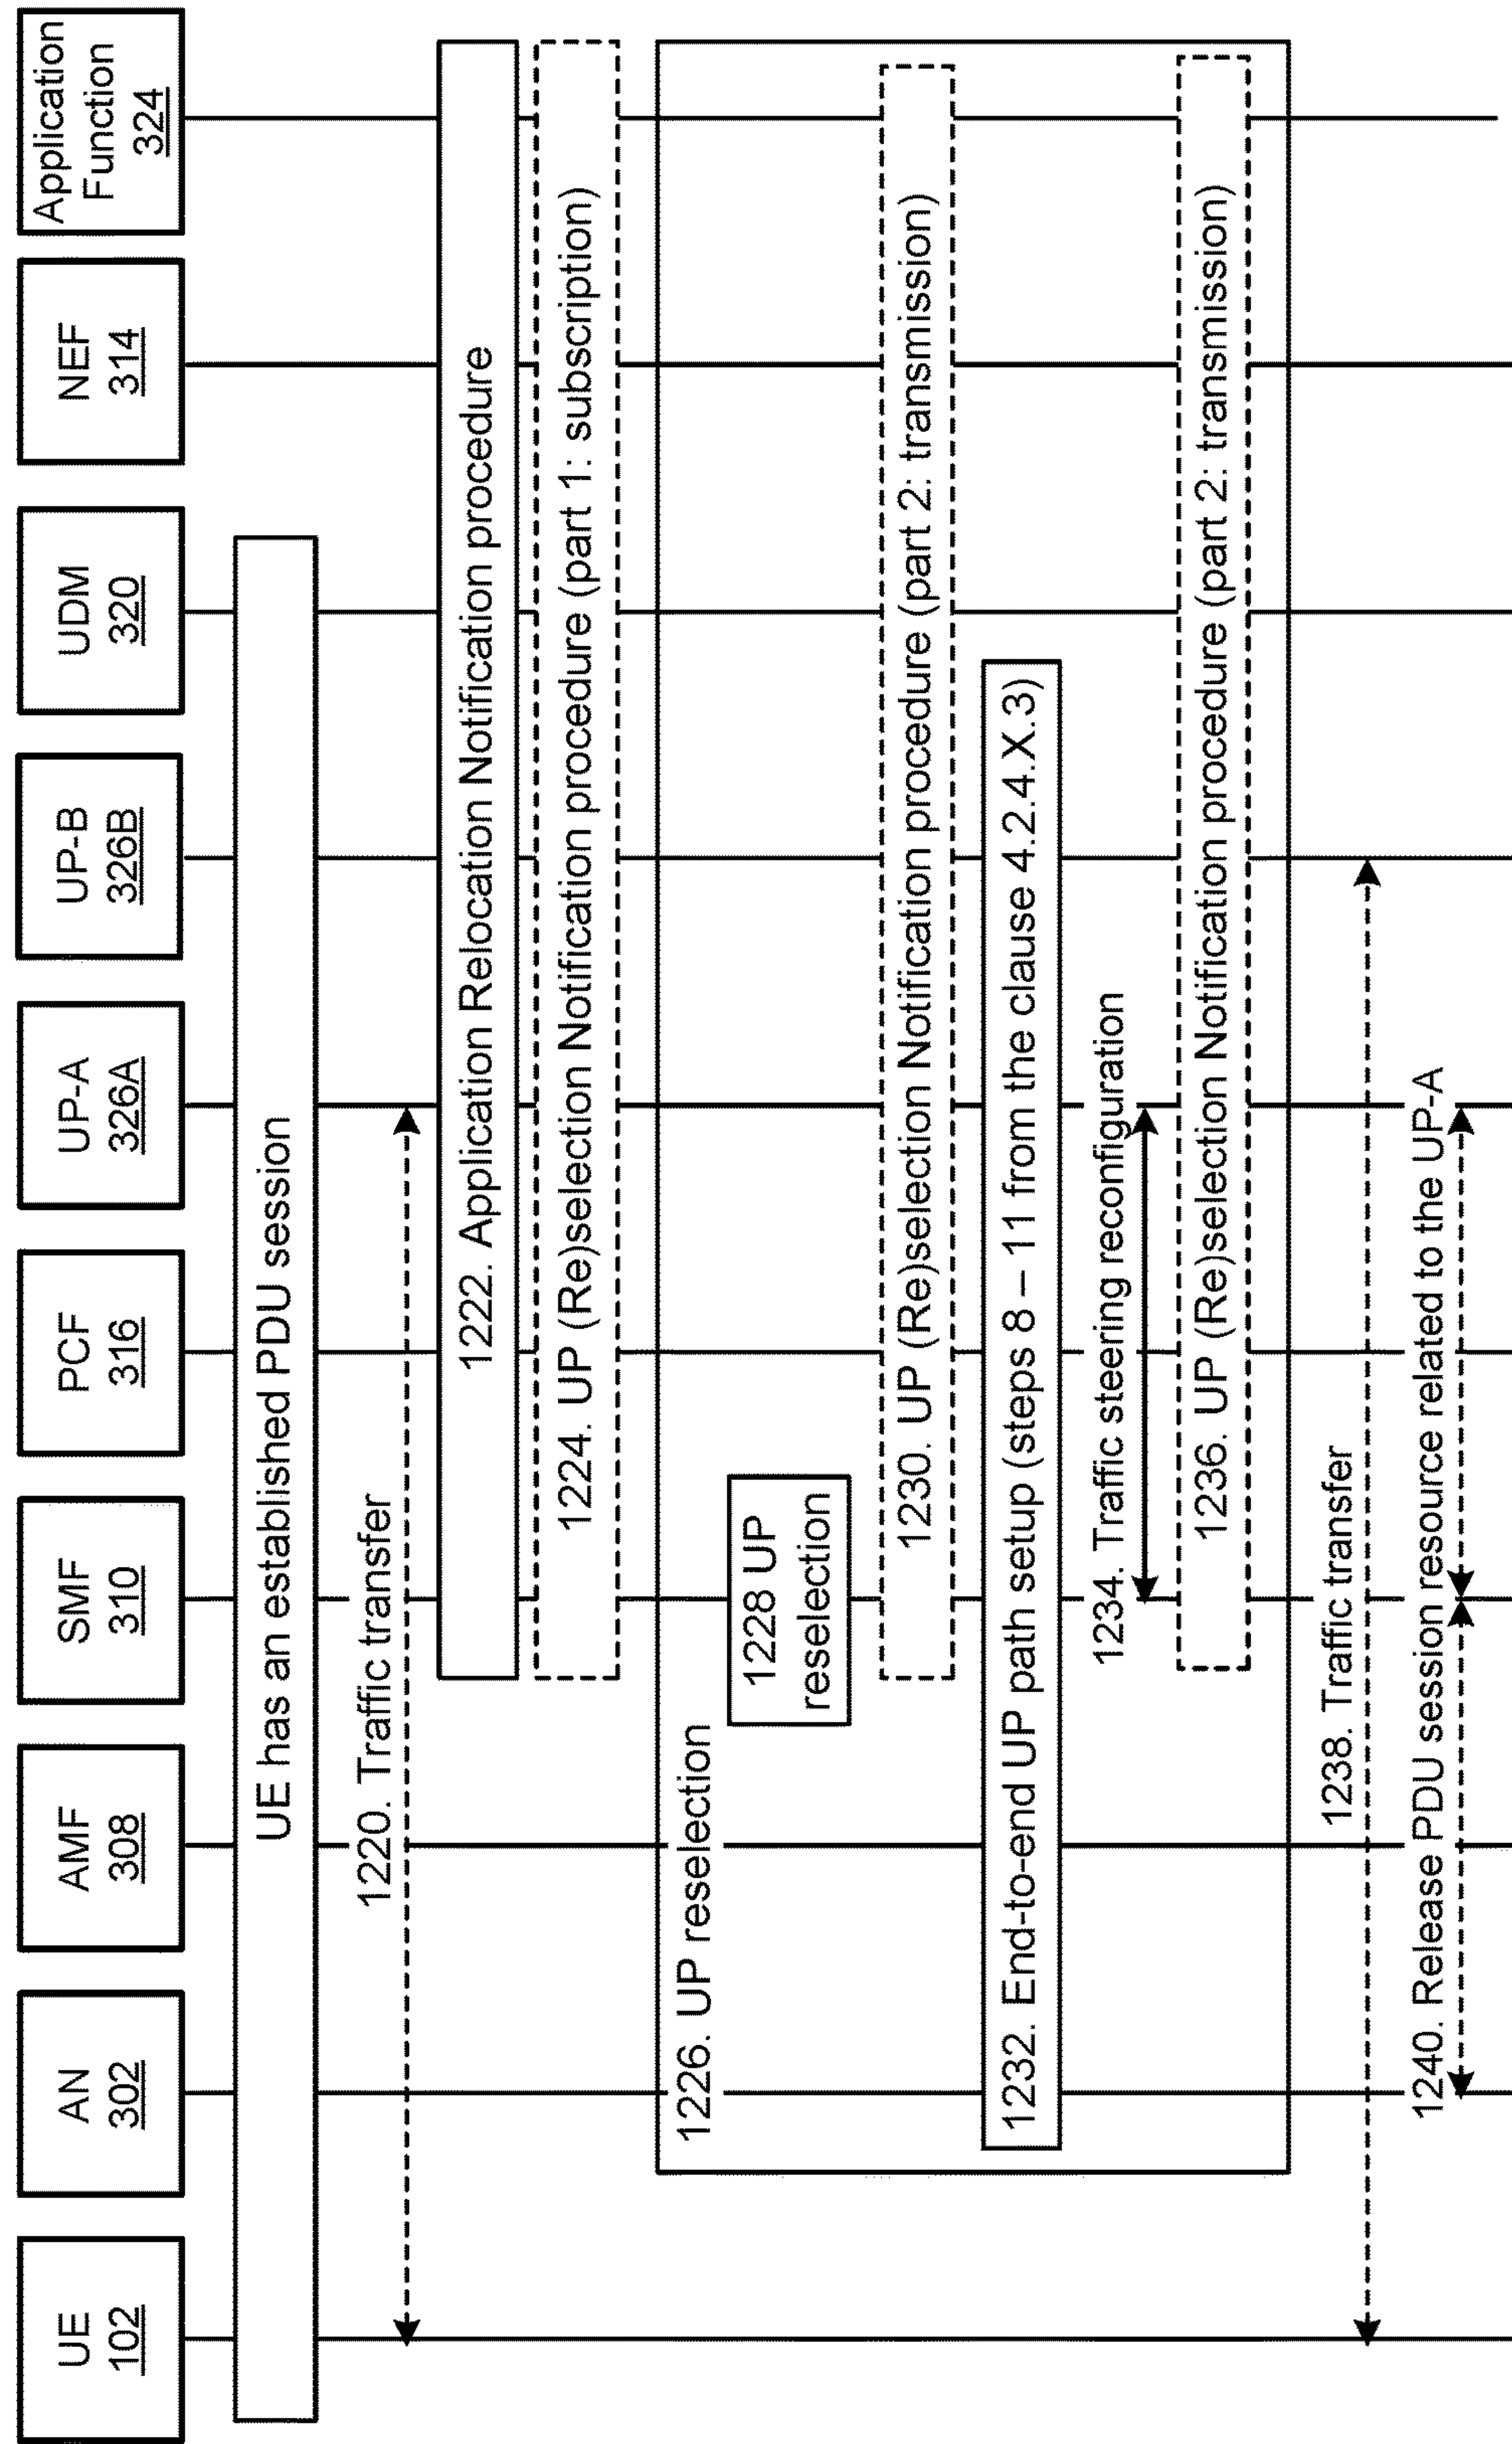 UE
102
AN
302
AMF
308
SMF
310
PCF
316
UP-A
326A
UP-B
326B
UDM
320
NEF
314
Application
Function
324
UE has an established PDU session
1220. Traffic transfer
1222. Application Relocation Notification procedure
1224. UP (Re)selection Notification procedure (part 1: subscription)
1226. UP reselection
1228 UP
reselection
1230. UP (Re)selection Notification procedure (part 2: transmission)
1232. End-to-end UP path setup (steps 8 – 11 from the clause 4.2.4.X.3)
1234. Traffic steering reconfiguration
1236. UP (Re)selection Notification procedure (part 2: transmission)
1238. Traffic transfer
1240. Release PDU session resource related to the UP-A